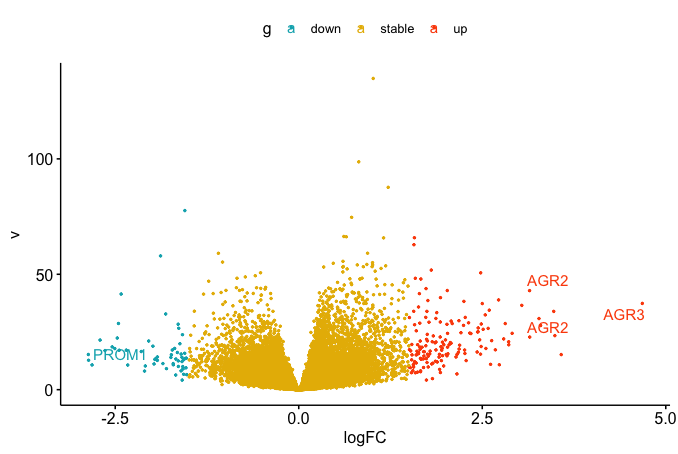 g a down a stable a up
100
50
0
v
AGR2
AGR3
AGR2
PROM1
-2.5 0.0 2.5 5.0
logFC